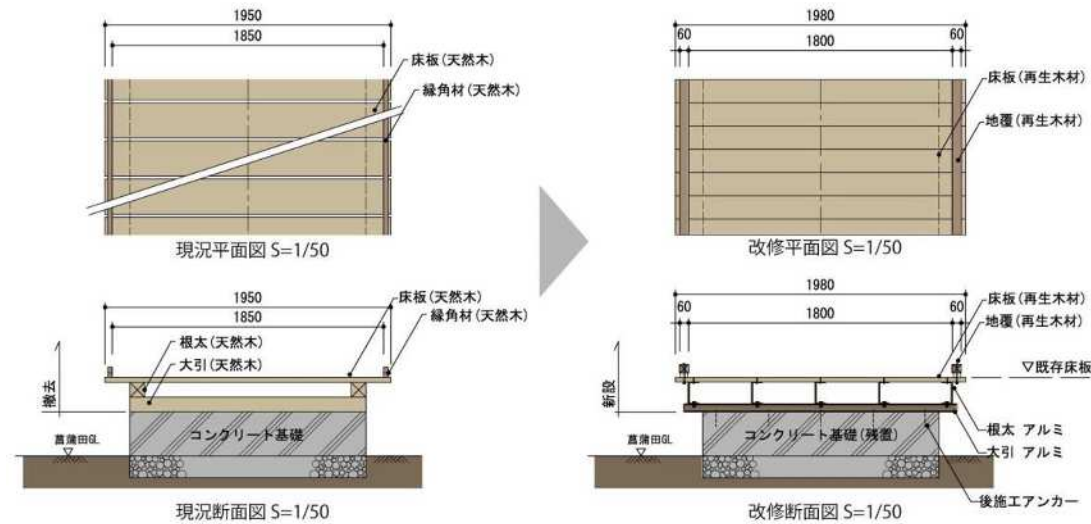 1950
1850
床板(天然木)
縁角材(天然木)
現況平面図 S=1/50
1980
60
1800
60
床板(再生木材)
地覆(再生木材)
改修平面図 S=1/50
1950
1850
床板(天然木)
縁角材(天然木)
根太(天然木)
大引(天然木)
撤去
コンクリート基礎
菖蒲田GL
現況断面図 S=1/50
1980
60
1800
60
床板(再生木材)
地覆(再生木材)
▽既存床板
新設
コンクリート基礎(残置)
菖蒲田GL
根太 アルミ
大引 アルミ
後施工アンカー
改修断面図 S=1/50